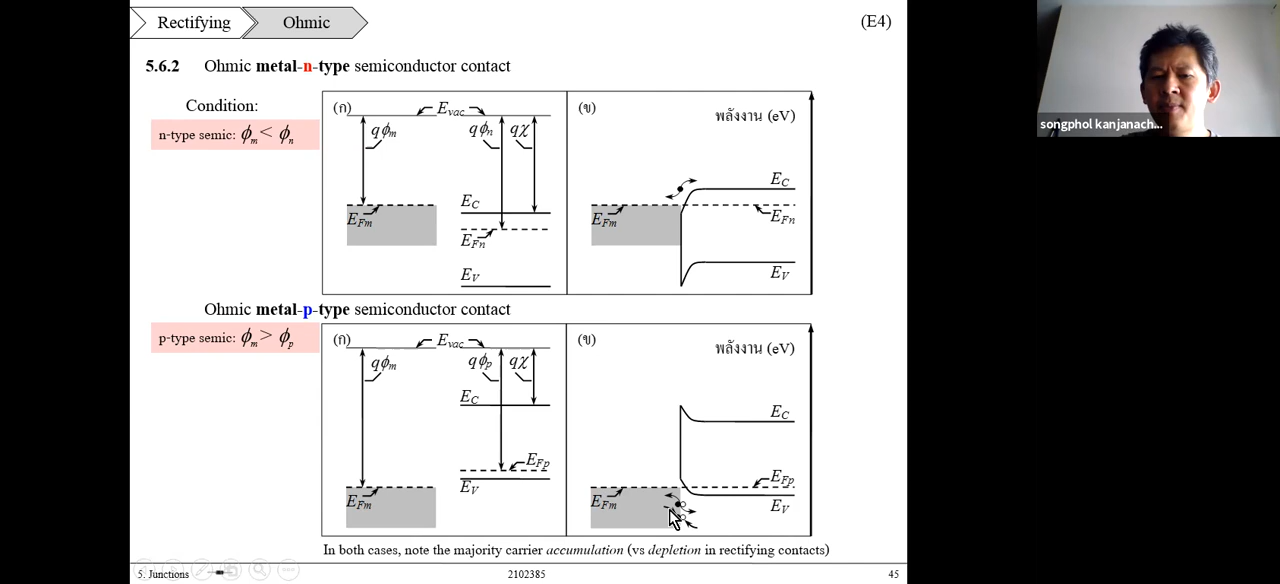 Rectifying
Ohmic
(E4)
5.6.2 Ohmic metal-n-type semiconductor contact
Condition:
n-type semic: ϕm < ϕn
(ก)
Evac
qϕm
qϕn
qχ
EC
EFm
EFn
EV
(ข)
พลังงาน (eV)
EC
EFm
EFn
EV
Ohmic metal-p-type semiconductor contact
p-type semic: ϕm > ϕp
(ก)
Evac
qϕm
qϕp
qχ
EC
EFp
EV
EFm
(ข)
พลังงาน (eV)
EC
EFp
EFm
EV
In both cases, note the majority carrier accumulation (vs depletion in rectifying contacts)
5. Junctions
2102385
45
songphol kanjanach...